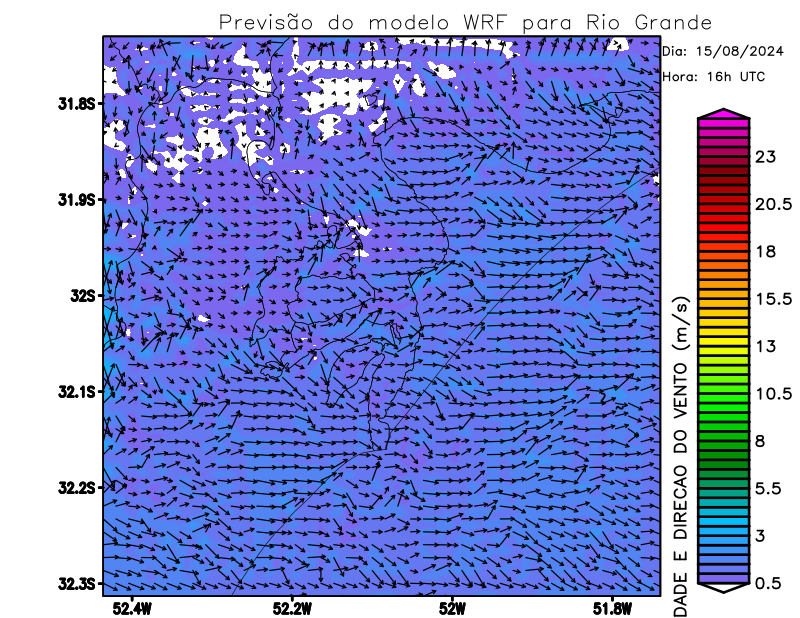 Previsão do modelo WRF para Rio Grande
Dia: 15/08/2024
Hora: 16h UTC
31.8S
31.9S
32S
32.1S
32.2S
32.3S
52.4W
52.2W
52W
51.8W
DADE E DIRECAO DO VENTO (m/s)
23
20.5
18
15.5
13
10.5
8
5.5
3
0.5